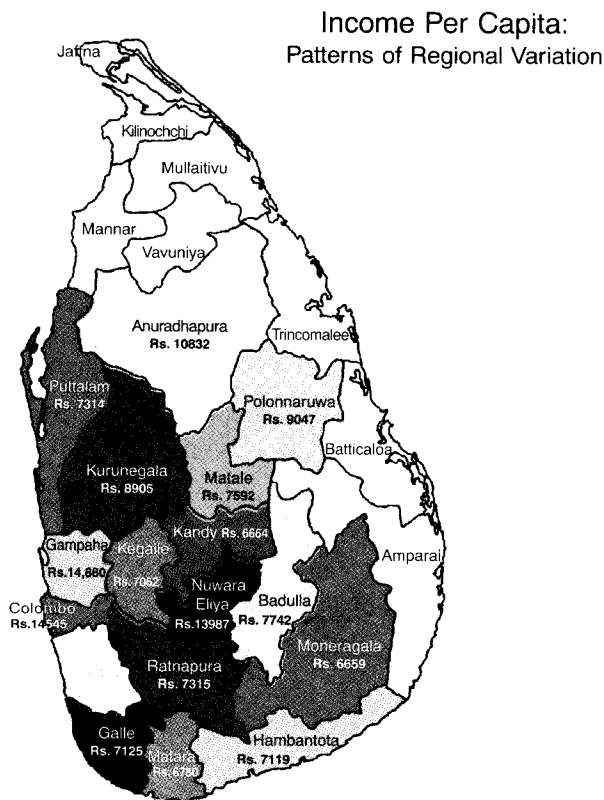 Income Per Capita:
Patterns of Regional Variation
Jaffna
Kilinochchi
Mullaitivu
Mannar
Vavuniya
Anuradhapura
Rs. 10832
Trincomalee
Puttalam
Rs. 7314
Polonnaruwa
Rs. 9047
Batticaloa
Kurunegala
Rs. 8905
Matale
Rs. 7592
Kandy Rs. 6664
Gampaha
Rs.14,880
Kegalle
Rs. 7062
Amparai
Nuwara
Eliya
Rs.13987
Badulla
Rs. 7742
Colombo
Rs.14545
Moneragala
Rs. 6659
Ratnapura
Rs. 7315
Galle
Rs. 7125
Matara
Rs. 6780
Hambantota
Rs. 7119